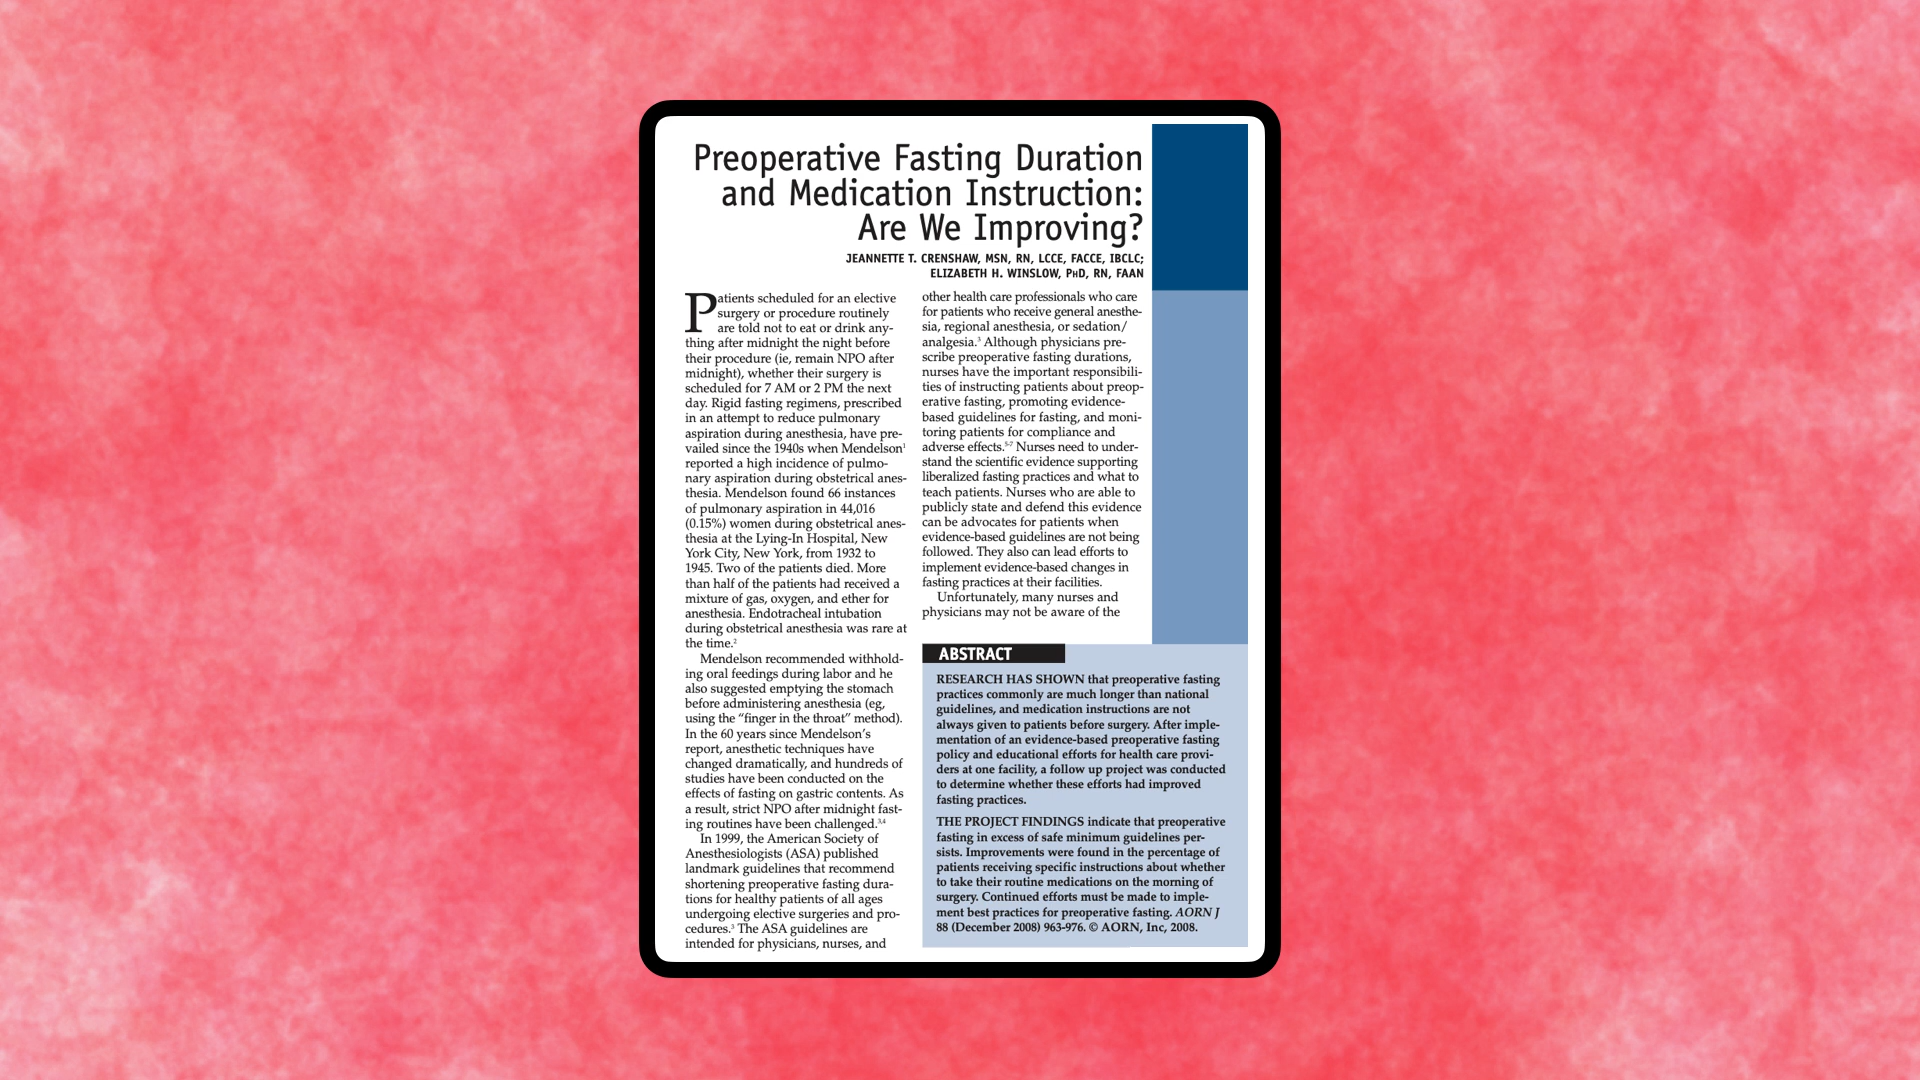 Preoperative Fasting Duration
and Medication Instruction:
Are We Improving?
JEANNETTE T. CRENSHAW, MSN, RN, LCCE, FACCE, IBCLC;
ELIZABETH H. WINSLOW, PHD, RN, FAAN
Patients scheduled for an elective
surgery or procedure routinely
are told not to eat or drink any-
thing after midnight the night before
their procedure (ie, remain NPO after
midnight), whether their surgery is
scheduled for 7 AM or 2 PM the next
day. Rigid fasting regimens, prescribed
in an attempt to reduce pulmonary
aspiration during anesthesia, have pre-
vailed since the 1940s when Mendelson¹
reported a high incidence of pulmo-
nary aspiration during obstetrical anes-
thesia. Mendelson found 66 instances
of pulmonary aspiration in 44,016
(0.15%) women during obstetrical anes-
thesia at the Lying-In Hospital, New
York City, New York, from 1932 to
1945. Two of the patients died. More
than half of the patients had received a
mixture of gas, oxygen, and ether for
anesthesia. Endotracheal intubation
during obstetrical anesthesia was rare at
the time.²
Mendelson recommended withhold-
ing oral feedings during labor and he
also suggested emptying the stomach
before administering anesthesia (eg,
using the “finger in the throat” method).
In the 60 years since Mendelson’s
report, anesthetic techniques have
changed dramatically, and hundreds of
studies have been conducted on the
effects of fasting on gastric contents. As
a result, strict NPO after midnight fast-
ing routines have been challenged.³,⁴
In 1999, the American Society of
Anesthesiologists (ASA) published
landmark guidelines that recommend
shortening preoperative fasting dura-
tions for healthy patients of all ages
undergoing elective surgeries and pro-
cedures.³ The ASA guidelines are
intended for physicians, nurses, and
other health care professionals who care
for patients who receive general anesthe-
sia, regional anesthesia, or sedation/
analgesia.³ Although physicians pre-
scribe preoperative fasting durations,
nurses have the important responsibili-
ties of instructing patients about preop-
erative fasting, promoting evidence-
based guidelines for fasting, and moni-
toring patients for compliance and
adverse effects.⁵⁻⁷ Nurses need to under-
stand the scientific evidence supporting
liberalized fasting practices and what to
teach patients. Nurses who are able to
publicly state and defend this evidence
can be advocates for patients when
evidence-based guidelines are not being
followed. They also can lead efforts to
implement evidence-based changes in
fasting practices at their facilities.
Unfortunately, many nurses and
physicians may not be aware of the
ABSTRACT
RESEARCH HAS SHOWN that preoperative fasting
practices commonly are much longer than national
guidelines, and medication instructions are not
always given to patients before surgery. After imple-
mentation of an evidence-based preoperative fasting
policy and educational efforts for health care provi-
ders at one facility, a follow up project was conducted
to determine whether these efforts had improved
fasting practices.
THE PROJECT FINDINGS indicate that preoperative
fasting in excess of safe minimum guidelines per-
sists. Improvements were found in the percentage of
patients receiving specific instructions about whether
to take their routine medications on the morning of
surgery. Continued efforts must be made to imple-
ment best practices for preoperative fasting. AORN J
88 (December 2008) 963-976. © AORN, Inc, 2008.